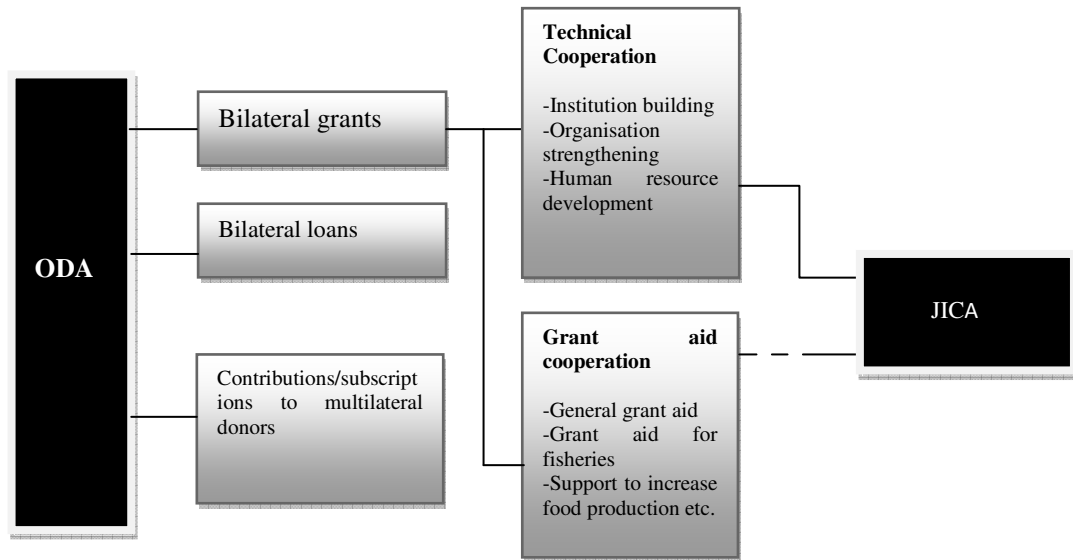 ODA
Bilateral grants
Bilateral loans
Contributions/subscript
ions to multilateral
donors
Technical
Cooperation
-Institution building
-Organisation
strengthening
-Human resource
development
Grant aid
cooperation
-General grant aid
-Grant aid for
fisheries
-Support to increase
food production etc.
JICA